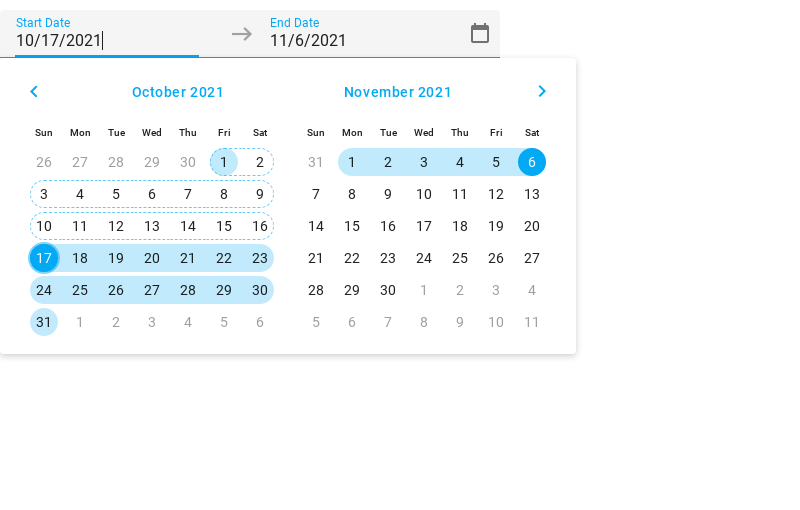 Start Date End Date
10/17/2021 11/6/2021
October 2021 November 2021
Sun Mon Tue Wed Thu Fri Sat Sun Mon Tue Wed Thu Fri Sat
26 27 28 29 30 1 2 31 1 2 3 4 5 6
3 4 5 6 7 8 9 7 8 9 10 11 12 13
10 11 12 13 14 15 16 14 15 16 17 18 19 20
17 18 19 20 21 22 23 21 22 23 24 25 26 27
24 25 26 27 28 29 30 28 29 30 1 2 3 4
31 1 2 3 4 5 6 5 6 7 8 9 10 11